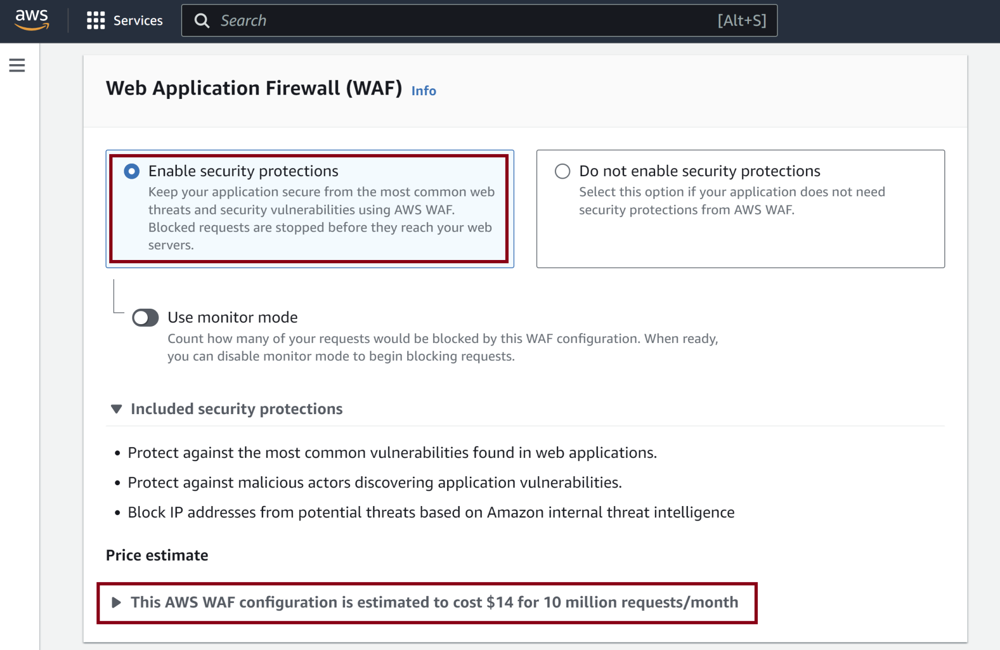 aws Services Search [Alt+S]
Web Application Firewall (WAF) Info
Enable security protections
Keep your application secure from the most common web
threats and security vulnerabilities using AWS WAF.
Blocked requests are stopped before they reach your web
servers.
Do not enable security protections
Select this option if your application does not need
security protections from AWS WAF.
Use monitor mode
Count how many of your requests would be blocked by this WAF configuration. When ready,
you can disable monitor mode to begin blocking requests.
Included security protections
• Protect against the most common vulnerabilities found in web applications.
• Protect against malicious actors discovering application vulnerabilities.
• Block IP addresses from potential threats based on Amazon internal threat intelligence
Price estimate
This AWS WAF configuration is estimated to cost $14 for 10 million requests/month